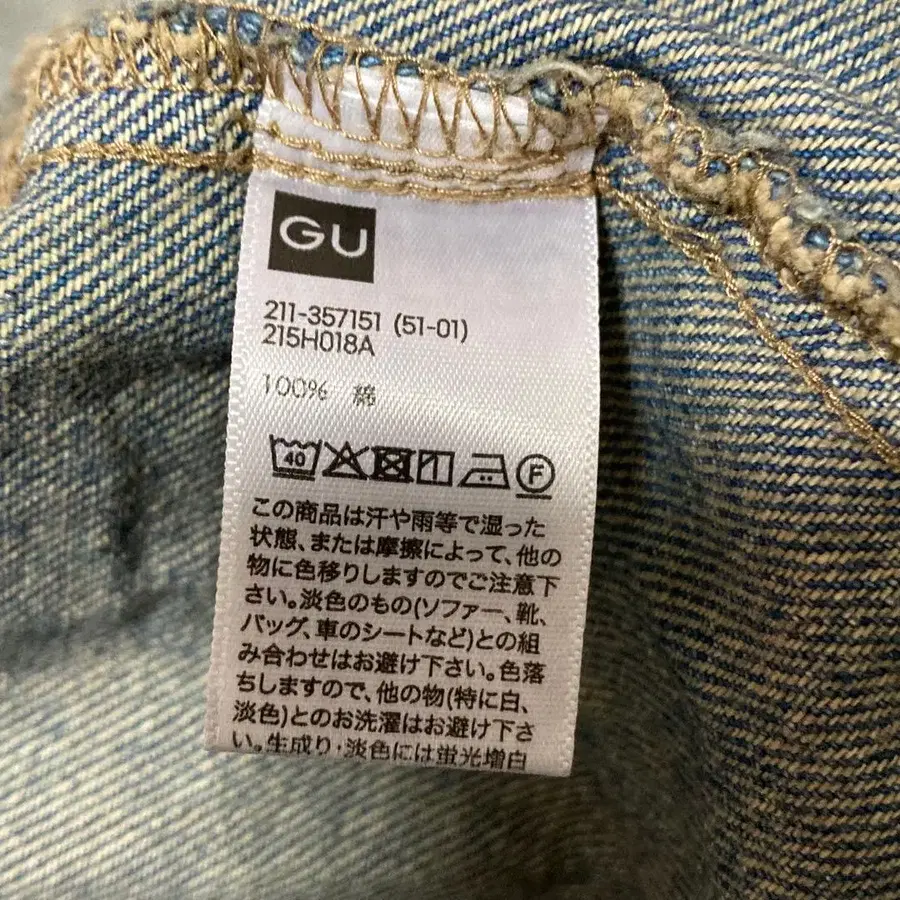 GU
211-357151 (51-01)
215H018A
100% 綿
40 F
この商品は汗や雨等で湿った
状態、または摩擦によって、他の
物に色移りしますのでご注意下
さい。淡色のもの(ソファー、靴、
バッグ、車のシートなど)との組
み合わせはお避け下さい。色落
ちしますので、他の物(特に白、
淡色)とのお洗濯はお避け下さ
い。生成り・淡色には蛍光増白